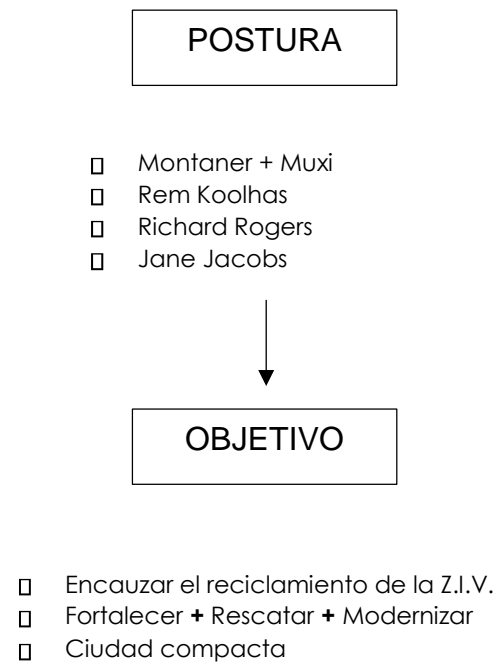 POSTURA
▯ Montaner + Muxi
▯ Rem Koolhas
▯ Richard Rogers
▯ Jane Jacobs
OBJETIVO
▯ Encauzar el reciclamiento de la Z.I.V.
▯ Fortalecer + Rescatar + Modernizar
▯ Ciudad compacta